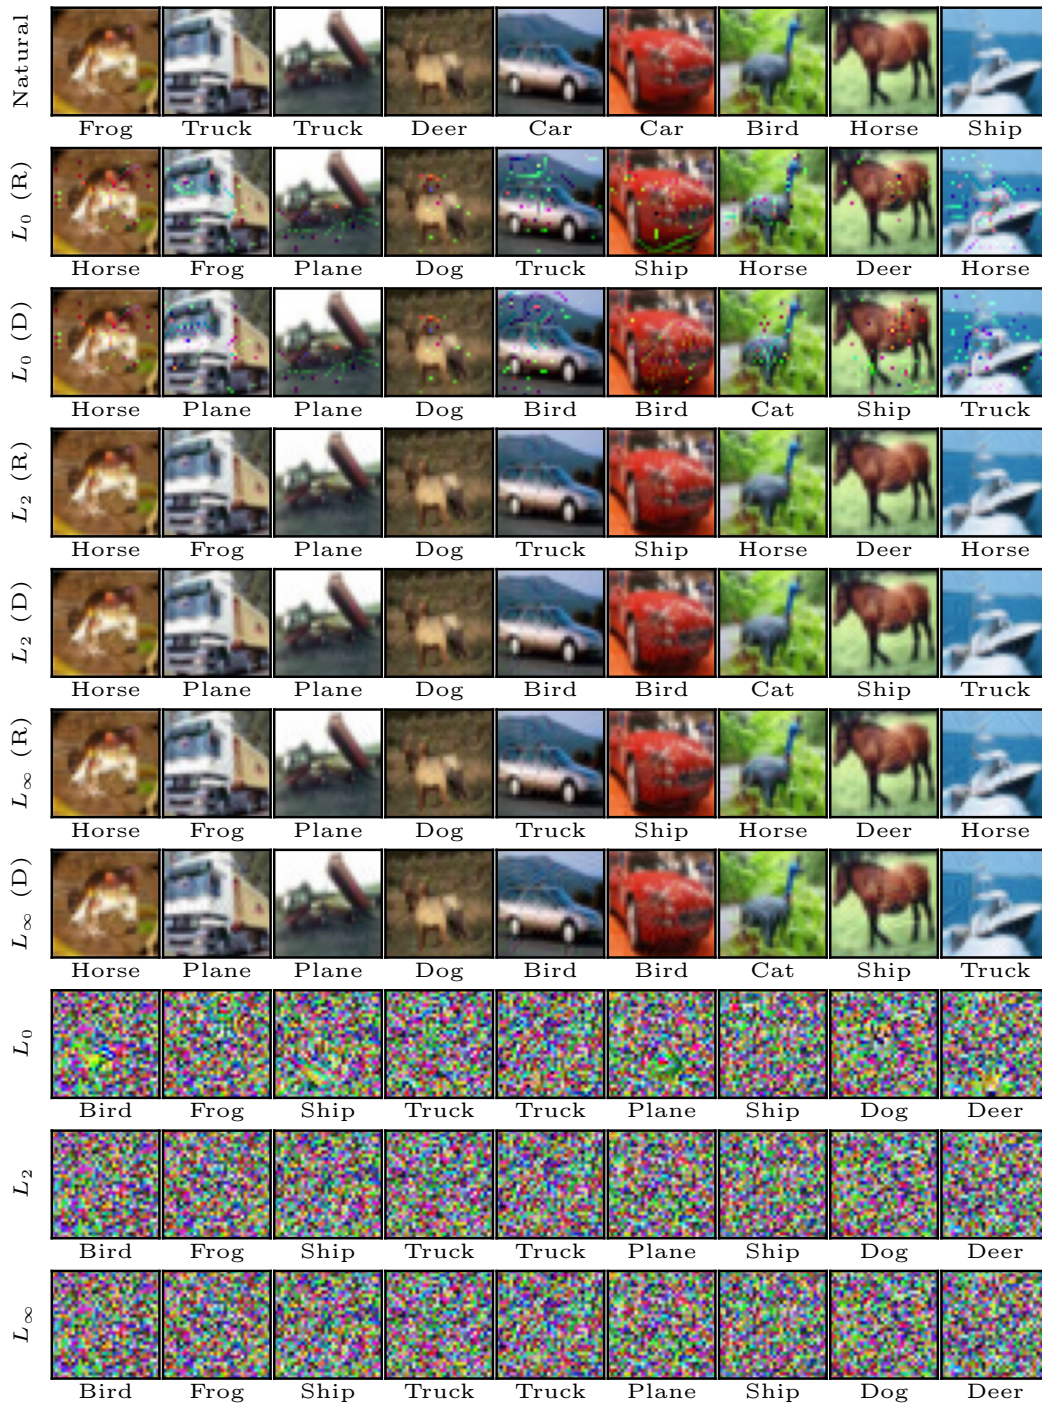 Natural
Frog Truck Truck Deer Car Car Bird Horse Ship
L₀ (R)
Horse Frog Plane Dog Truck Ship Horse Deer Horse
L₀ (D)
Horse Plane Plane Dog Bird Bird Cat Ship Truck
L₂ (R)
Horse Frog Plane Dog Truck Ship Horse Deer Horse
L₂ (D)
Horse Plane Plane Dog Bird Bird Cat Ship Truck
L∞ (R)
Horse Frog Plane Dog Truck Ship Horse Deer Horse
L∞ (D)
Horse Plane Plane Dog Bird Bird Cat Ship Truck
L₀
Bird Frog Ship Truck Truck Plane Ship Dog Deer
L₂
Bird Frog Ship Truck Truck Plane Ship Dog Deer
L∞
Bird Frog Ship Truck Truck Plane Ship Dog Deer